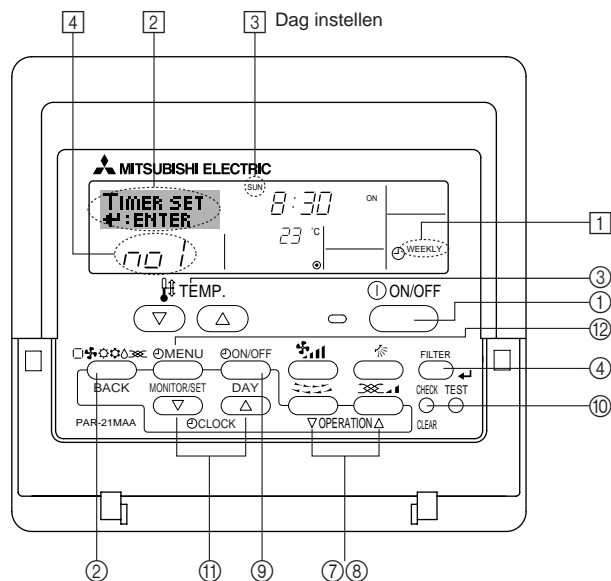 4 2 3 Dag instellen
MITSUBISHI ELECTRIC
TIMER SET
:ENTER
SUN
8:30
ON
23 °C
no 1
WEEKLY
1
TEMP.
ON/OFF
3
1
12
MENU
ON/OFF
FILTER
BACK
MONITOR/SET
DAY
CHECK TEST
4
10
PAR-21MAA
CLOCK
OPERATION
CLEAR
2 11 9 7 8